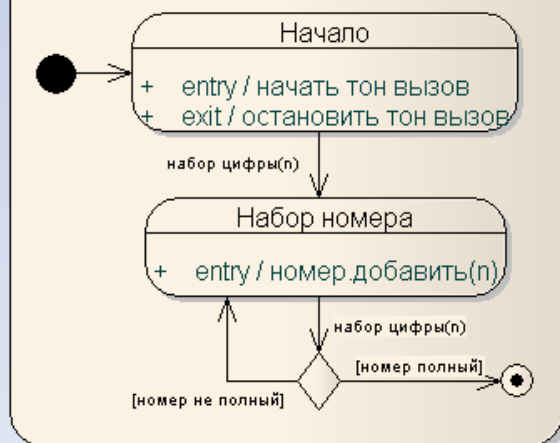 Начало
+ entry / начать тон вызов
+ exit / остановить тон вызов
набор цифры(n)
Набор номера
+ entry / номер.добавить(n)
набор цифры(n)
[номер полный]
[номер не полный]